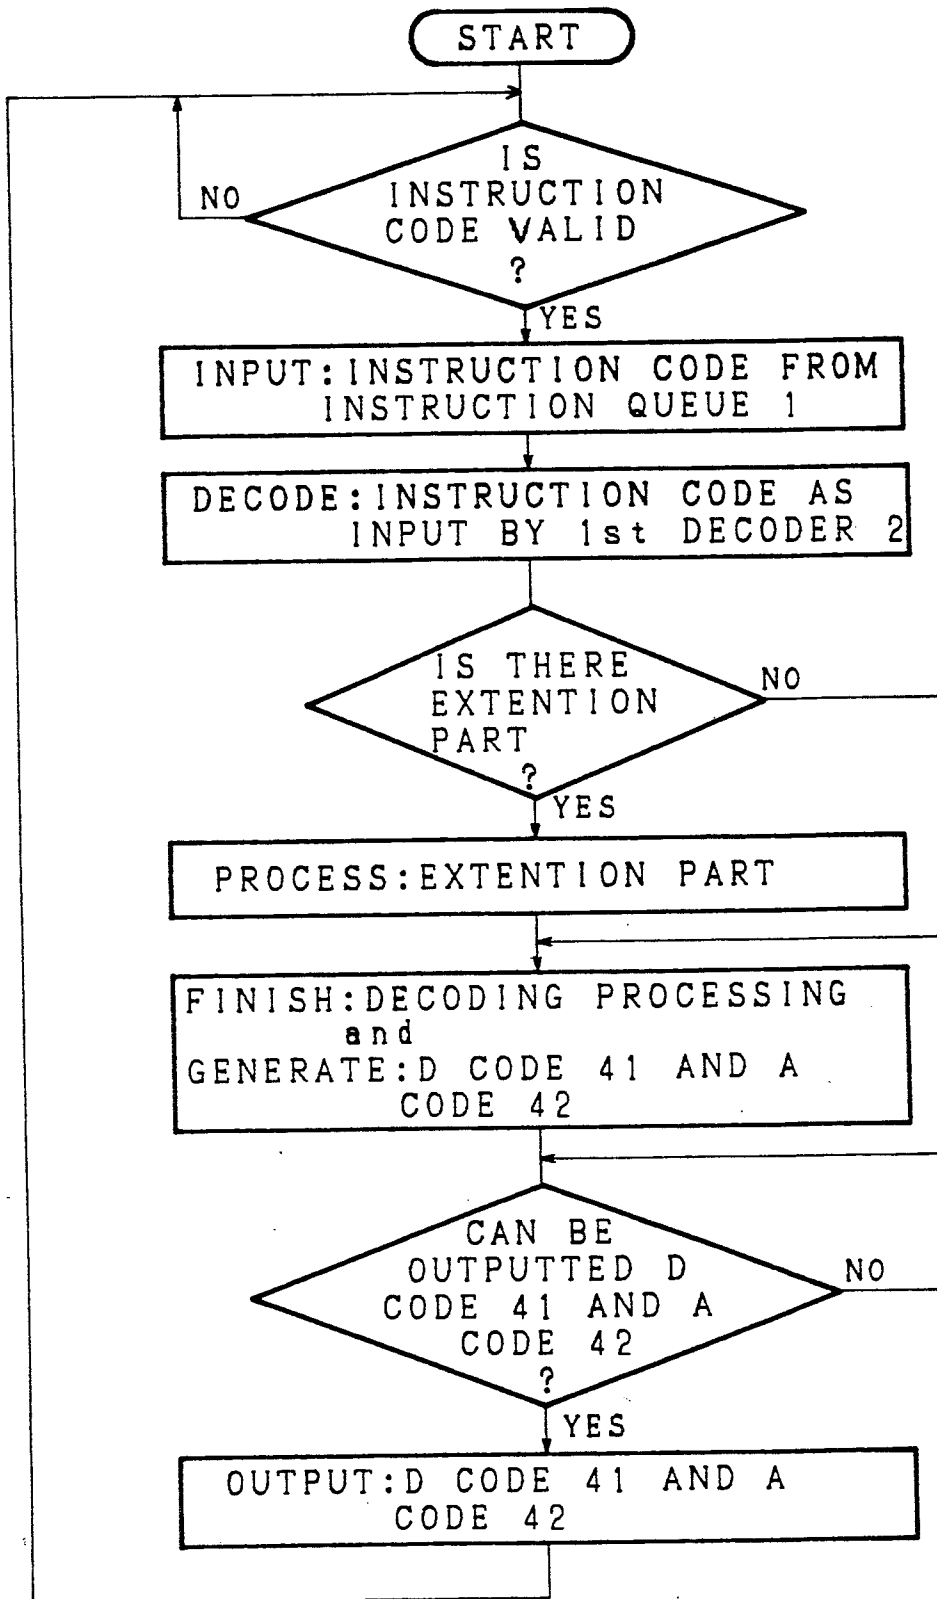 START
IS
INSTRUCTION
CODE VALID
?
NO
YES
INPUT:INSTRUCTION CODE FROM
INSTRUCTION QUEUE 1
DECODE:INSTRUCTION CODE AS
INPUT BY 1st DECODER 2
IS THERE
EXTENTION
PART
?
NO
YES
PROCESS:EXTENTION PART
FINISH:DECODING PROCESSING
and
GENERATE:D CODE 41 AND A
CODE 42
CAN BE
OUTPUTTED D
CODE 41 AND A
CODE 42
?
NO
YES
OUTPUT:D CODE 41 AND A
CODE 42